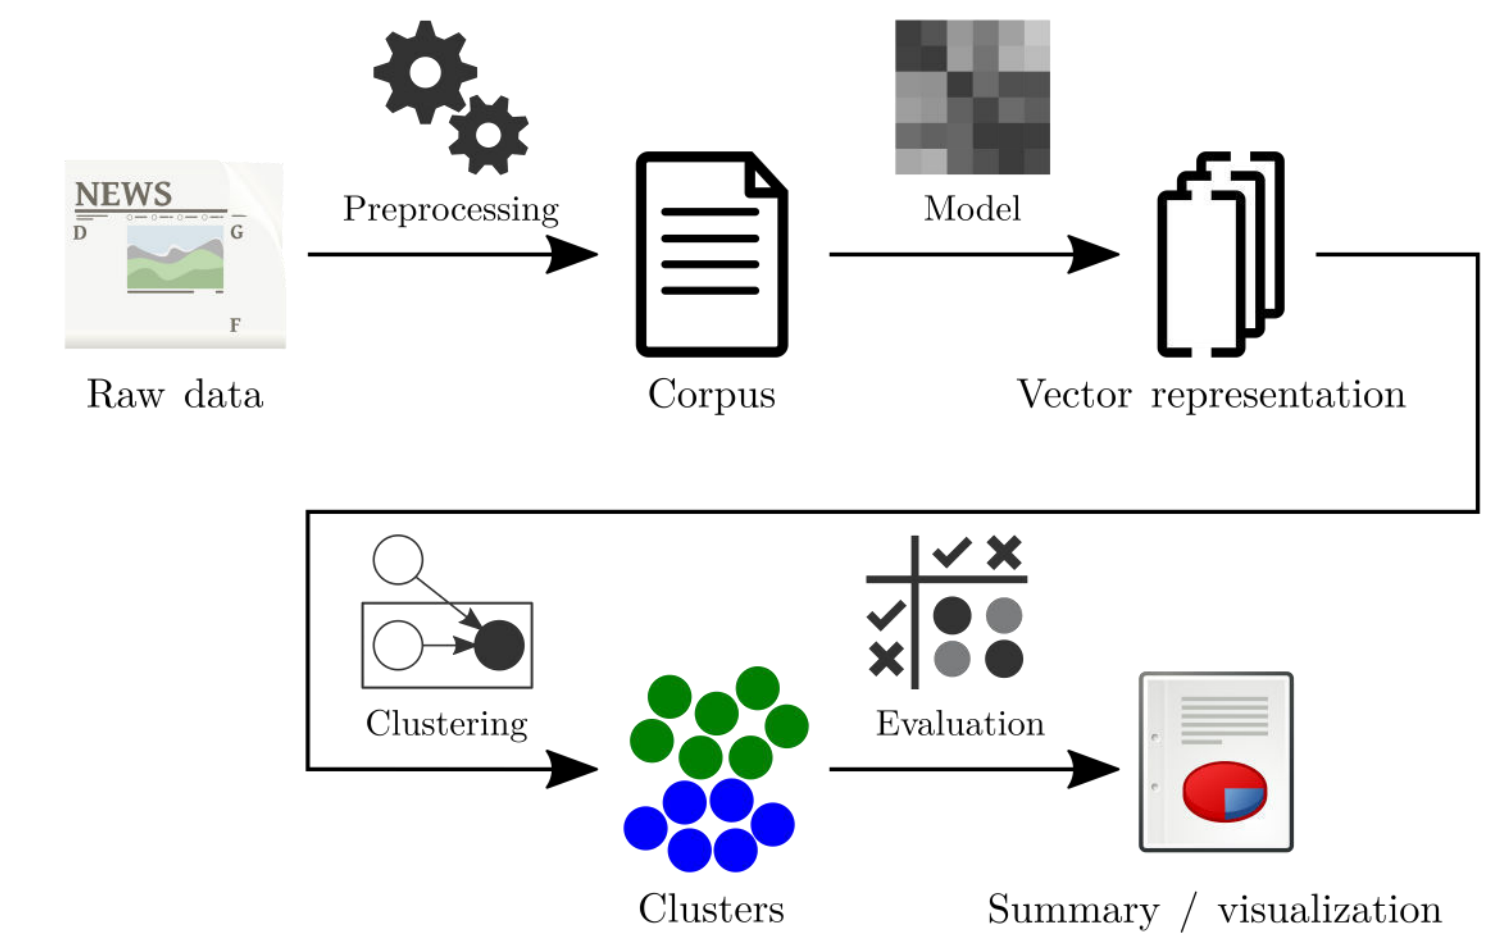 Preprocessing
Model
NEWS
D
G
F
Raw data
Corpus
Vector representation
Clustering
Evaluation
Clusters
Summary / visualization